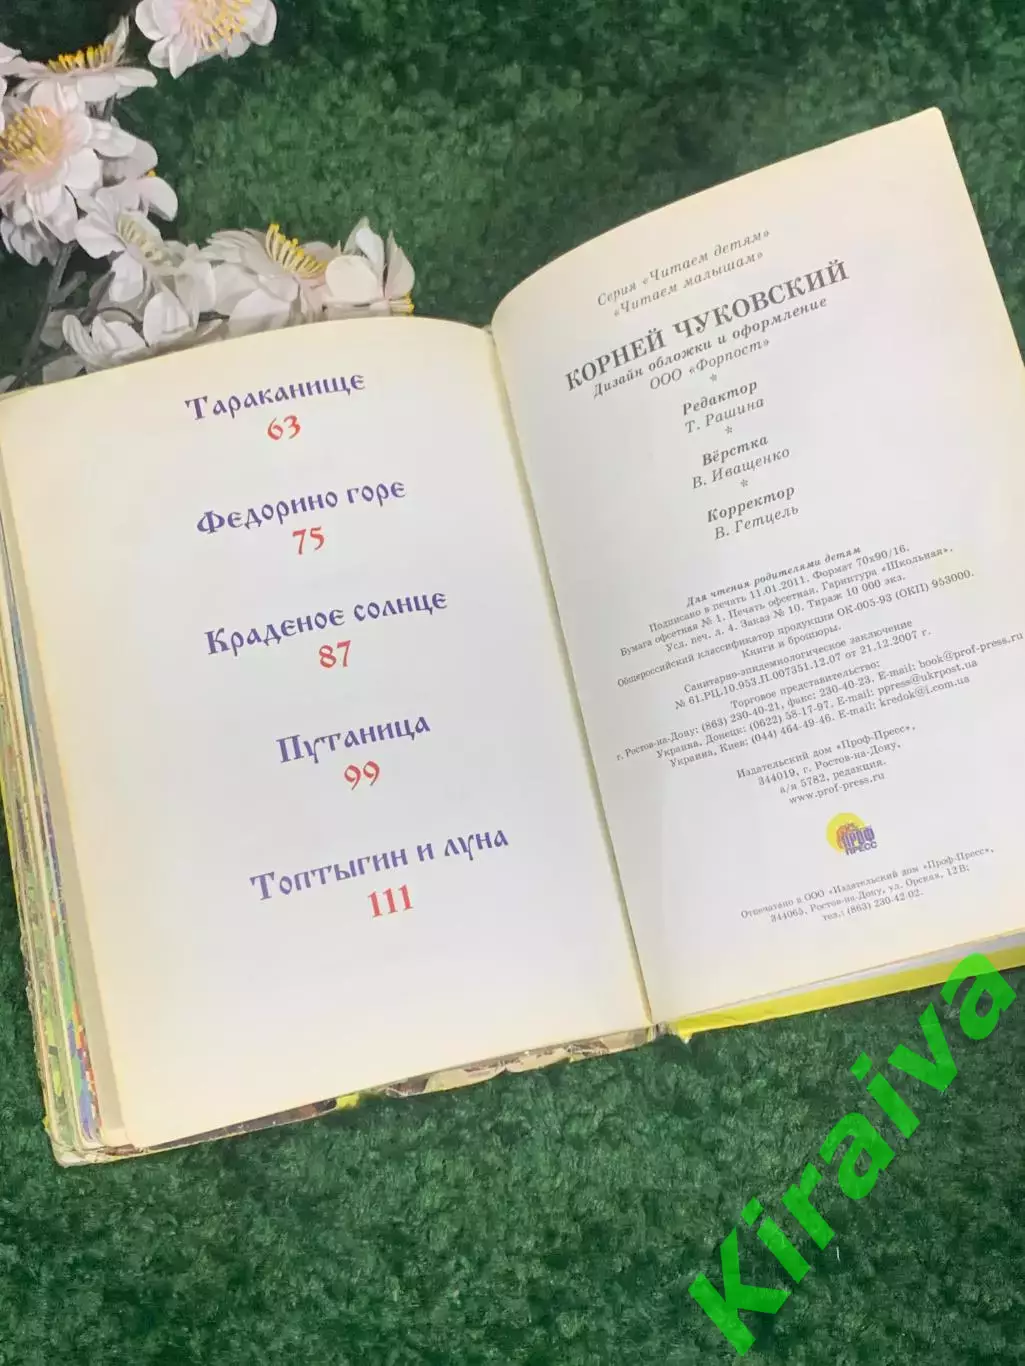 Тараканище
63
Федорино горе
75
Краденое солнце
87
Путаница
99
Топтыгин и луна
111
Серия «Читаем детям»
«Читаем малышам»
КОРНЕЙ ЧУКОВСКИЙ
Дизайн обложки и оформление
ООО «Форпост»
*
Редактор
Т. Рашина
*
Вёрстка
В. Иващенко
*
Корректор
В. Гетцель
Для чтения родителями детям
Подписано в печать 11.01.2011. Формат 70х90/16.
Бумага офсетная № 1. Печать офсетная. Гарнитура «Школьная».
Усл. печ. л. 4. Заказ № 10. Тираж 10 000 экз.
Общероссийский классификатор продукции ОК-005-93 (ОКП) 953000.
Книги и брошюры.
Санитарно-эпидемиологическое заключение
№ 61.РЦ.10.953.П.007351.12.07 от 21.12.2007 г.
Торговое представительство:
г. Ростов-на-Дону: (863) 230-40-21, факс: 230-40-23. E-mail: book@prof-press.ru
Украина, Донецк: (0622) 58-17-97. E-mail: ppress@ukrpost.ua
Украина, Киев: (044) 464-49-46. E-mail: kredok@i.com.ua
Издательский дом «Проф-Пресс»,
344019, г. Ростов-на-Дону,
а/я 5782, редакция.
www.prof-press.ru
ПРОФ
ПРЕСС
Отпечатано в ООО «Издательский дом «Проф-Пресс»,
344065, Ростов-на-Дону, ул. Орская, 12В;
тел.: (863) 230-42-02.
Kiraiva